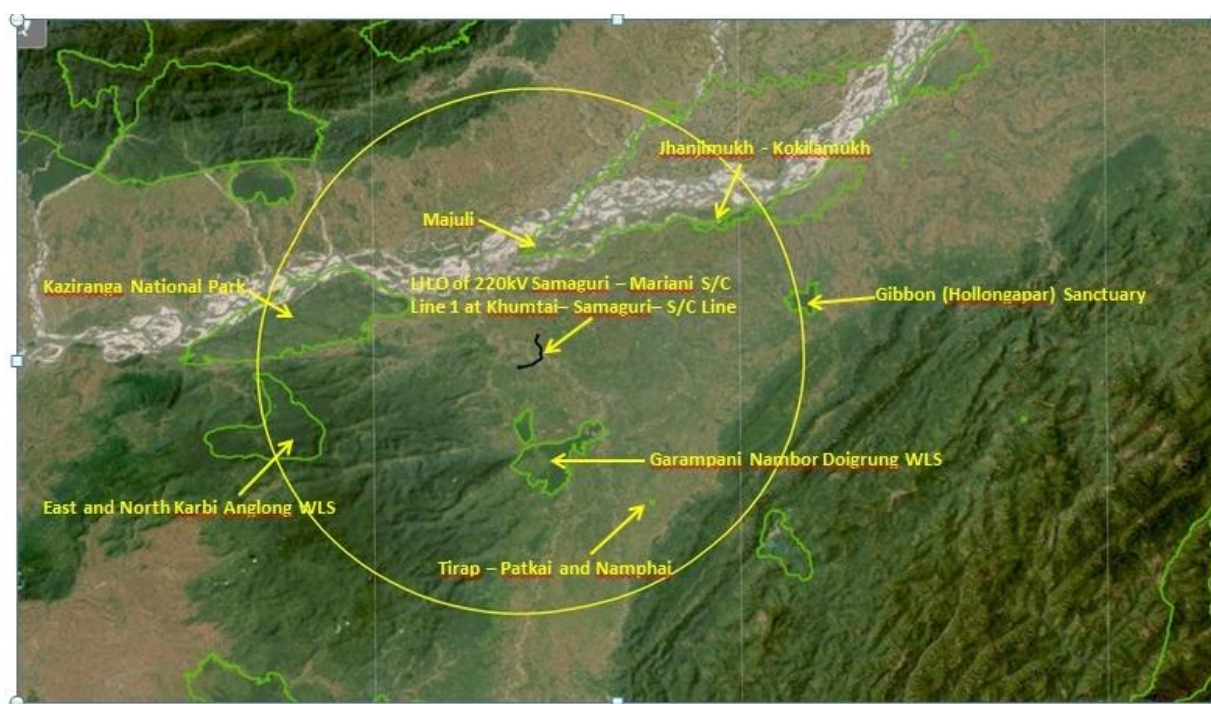 Jhanjimukh - Kokilamukh
Majuli
Kaziranga National Park
LILO of 220kV Samaguri – Mariani S/C
Line 1 at Khumtai– Samaguri– S/C Line
Gibbon (Hollongapar) Sanctuary
Garampani Nambor Doigrung WLS
East and North Karbi Anglong WLS
Tirap – Patkai and Namphai